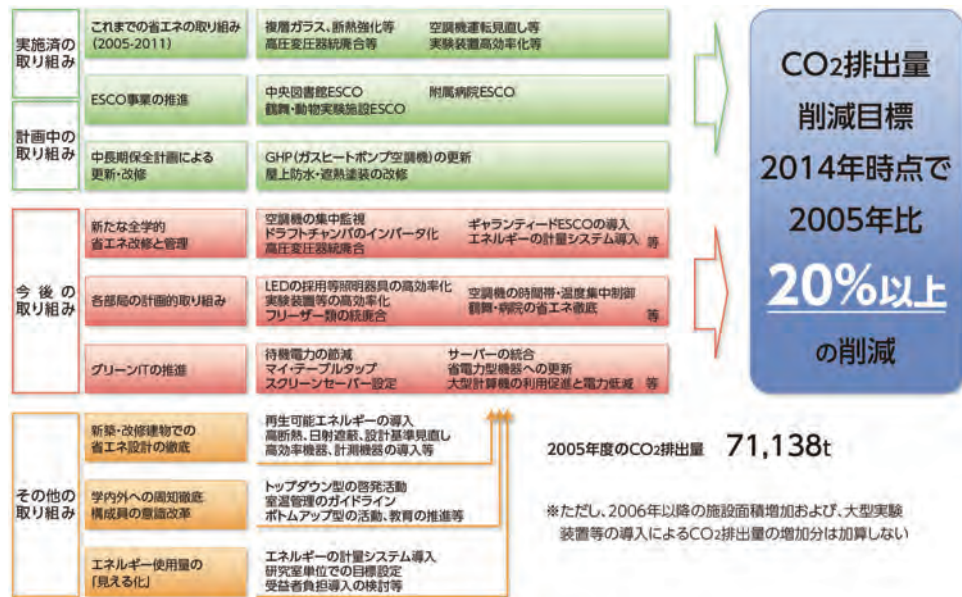 実施済の
取り組み
これまでの省エネの取り組み
(2005-2011)
複層ガラス、断熱強化等
高圧変圧器統廃合等
空調機運転見直し等
実験装置高効率化等
ESCO事業の推進
中央図書館ESCO
鶴舞・動物実験施設ESCO
附属病院ESCO
計画中の
取り組み
中長期保全計画による
更新・改修
GHP(ガスヒートポンプ空調機)の更新
屋上防水・遮熱塗装の改修
今後の
取り組み
新たな全学的
省エネ改修と管理
空調機の集中監視
ドラフトチャンバのインバータ化
高圧変圧器統廃合
ギャランティードESCOの導入
エネルギーの計量システム導入 等
各部局の計画的取り組み
LEDの採用等照明器具の高効率化
実験装置等の高効率化
フリーザー類の統廃合
空調機の時間帯・温度集中制御
鶴舞・病院の省エネ徹底
等
グリーンITの推進
待機電力の節減
マイ・テーブルタップ
スクリーンセーバー設定
サーバーの統合
省電力型機器への更新
大型計算機の利用促進と電力低減 等
その他の
取り組み
新築・改修建物での
省エネ設計の徹底
再生可能エネルギーの導入
高断熱、日射遮蔽、設計基準見直し
高効率機器、計測機器の導入等
学内外への周知徹底
構成員の意識改革
トップダウン型の啓発活動
室温管理のガイドライン
ボトムアップ型の活動、教育の推進等
エネルギー使用量の
「見える化」
エネルギーの計量システム導入
研究室単位での目標設定
受益者負担導入の検討等
CO2排出量
削減目標
2014年時点で
2005年比
20%以上
の削減
2005年度のCO2排出量 71,138t
※ただし、2006年以降の施設面積増加および、大型実験
装置等の導入によるCO2排出量の増加分は加算しない